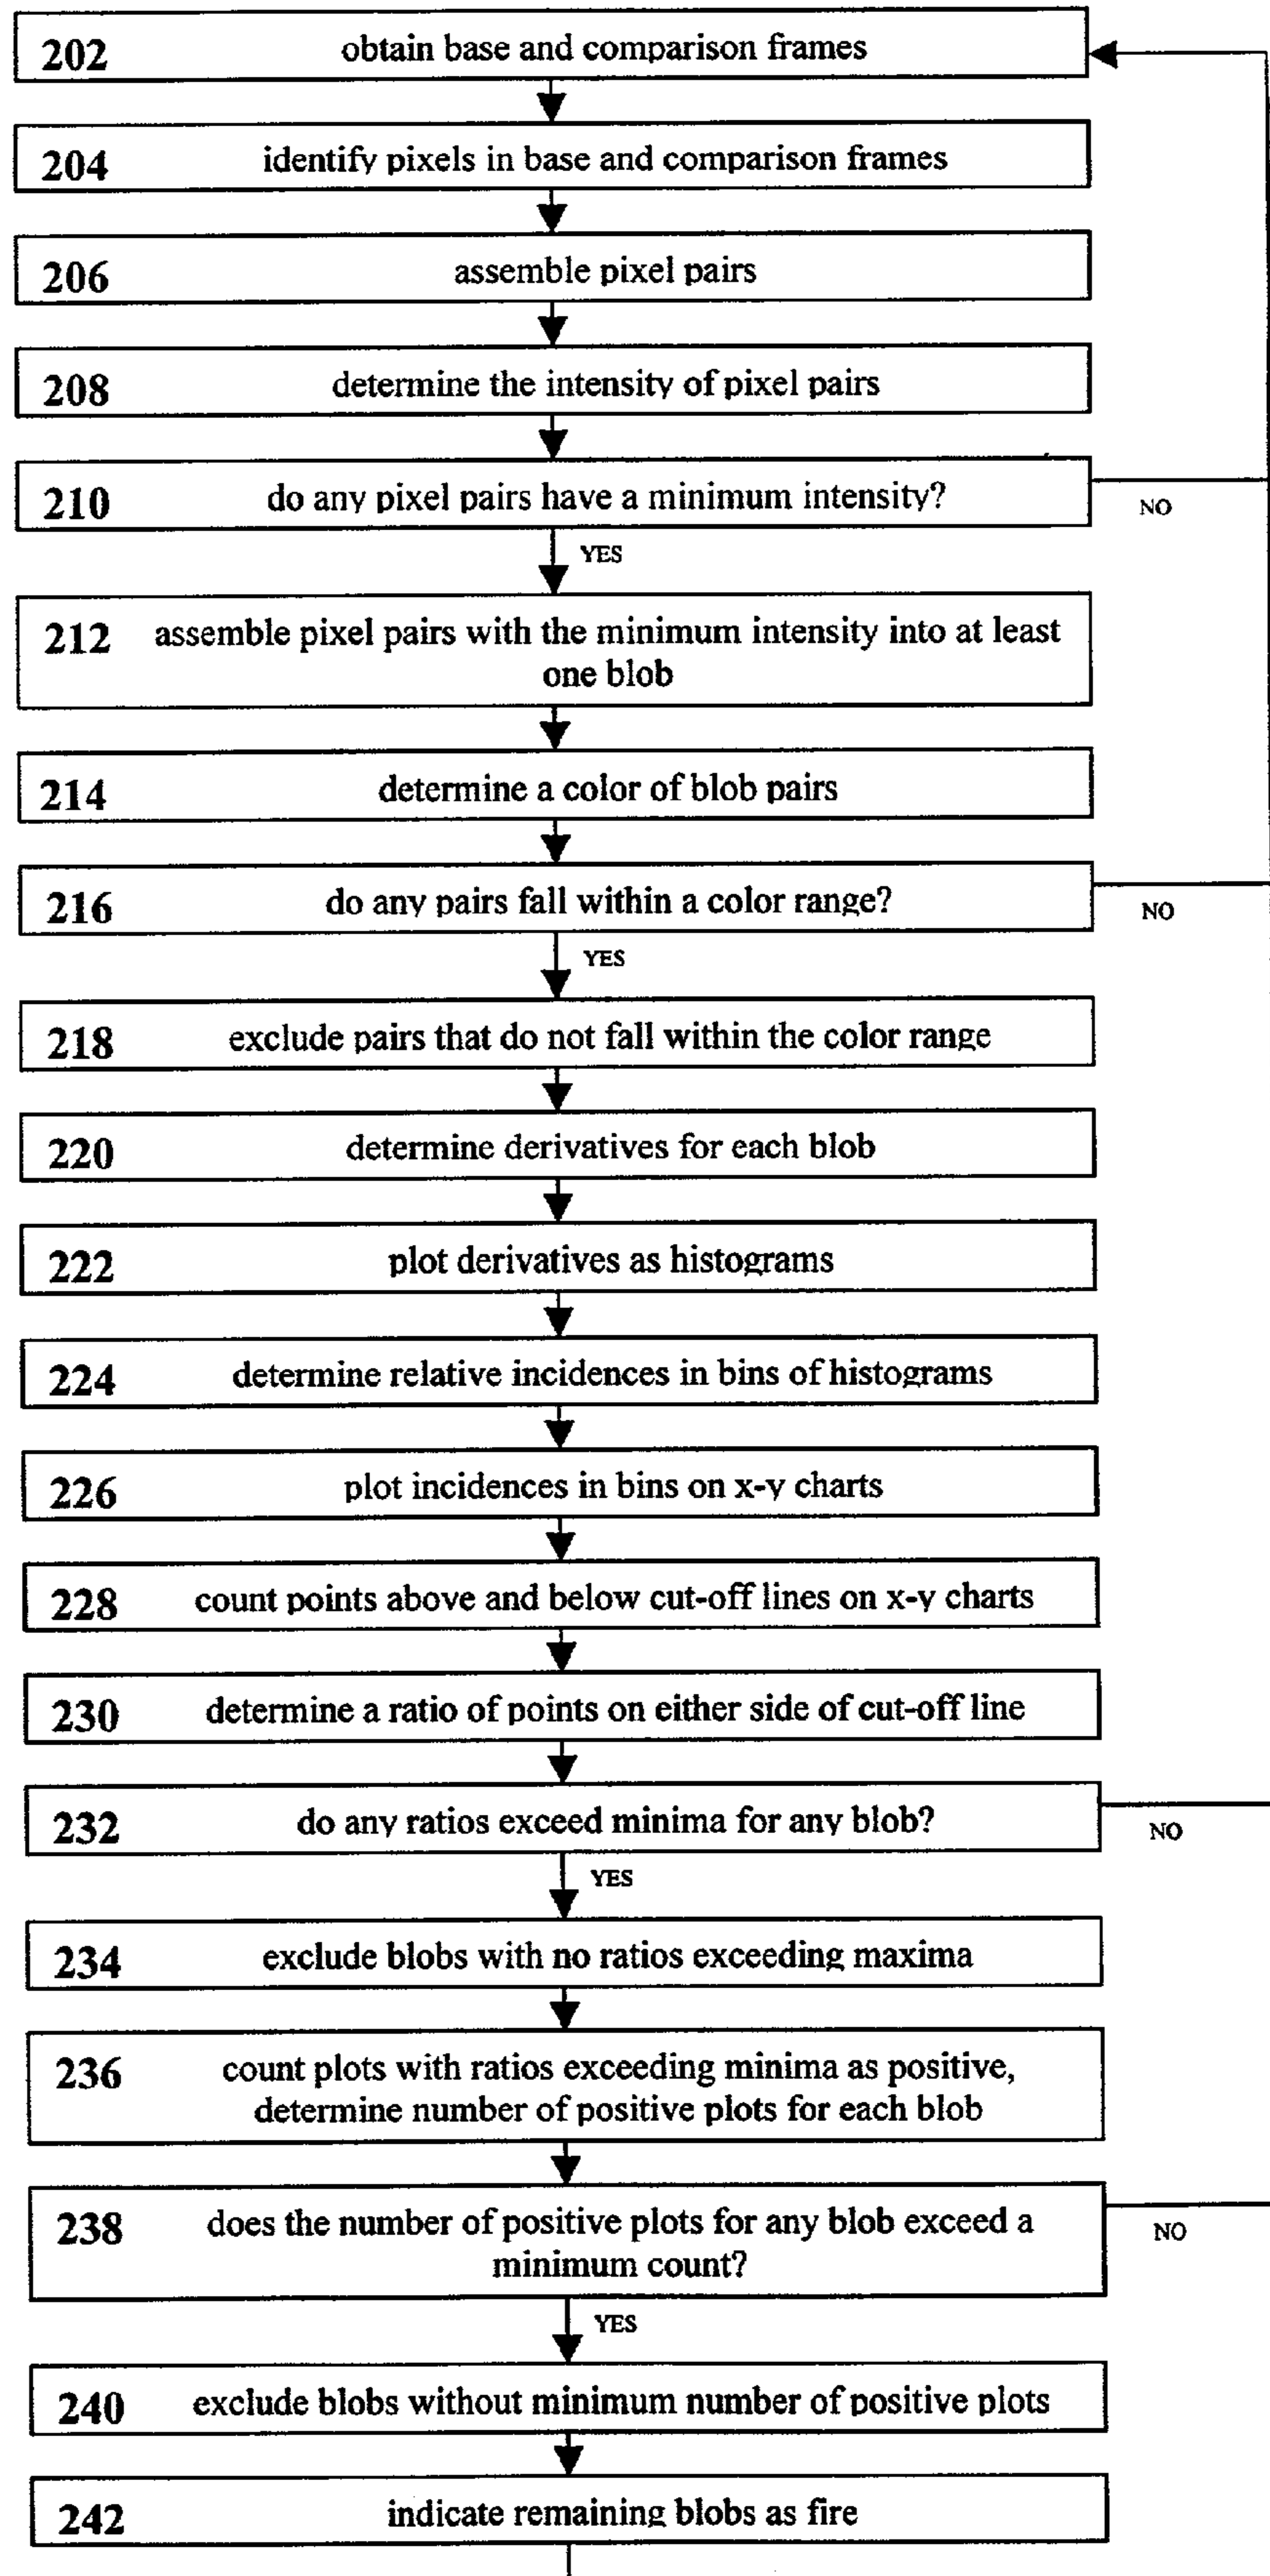 202 obtain base and comparison frames
204 identify pixels in base and comparison frames
206 assemble pixel pairs
208 determine the intensity of pixel pairs
210 do any pixel pairs have a minimum intensity?
NO
YES
212 assemble pixel pairs with the minimum intensity into at least
one blob
214 determine a color of blob pairs
216 do any pairs fall within a color range?
NO
YES
218 exclude pairs that do not fall within the color range
220 determine derivatives for each blob
222 plot derivatives as histograms
224 determine relative incidences in bins of histograms
226 plot incidences in bins on x-y charts
228 count points above and below cut-off lines on x-y charts
230 determine a ratio of points on either side of cut-off line
232 do any ratios exceed minima for any blob?
NO
YES
234 exclude blobs with no ratios exceeding maxima
236 count plots with ratios exceeding minima as positive,
determine number of positive plots for each blob
238 does the number of positive plots for any blob exceed a
minimum count?
NO
YES
240 exclude blobs without minimum number of positive plots
242 indicate remaining blobs as fire